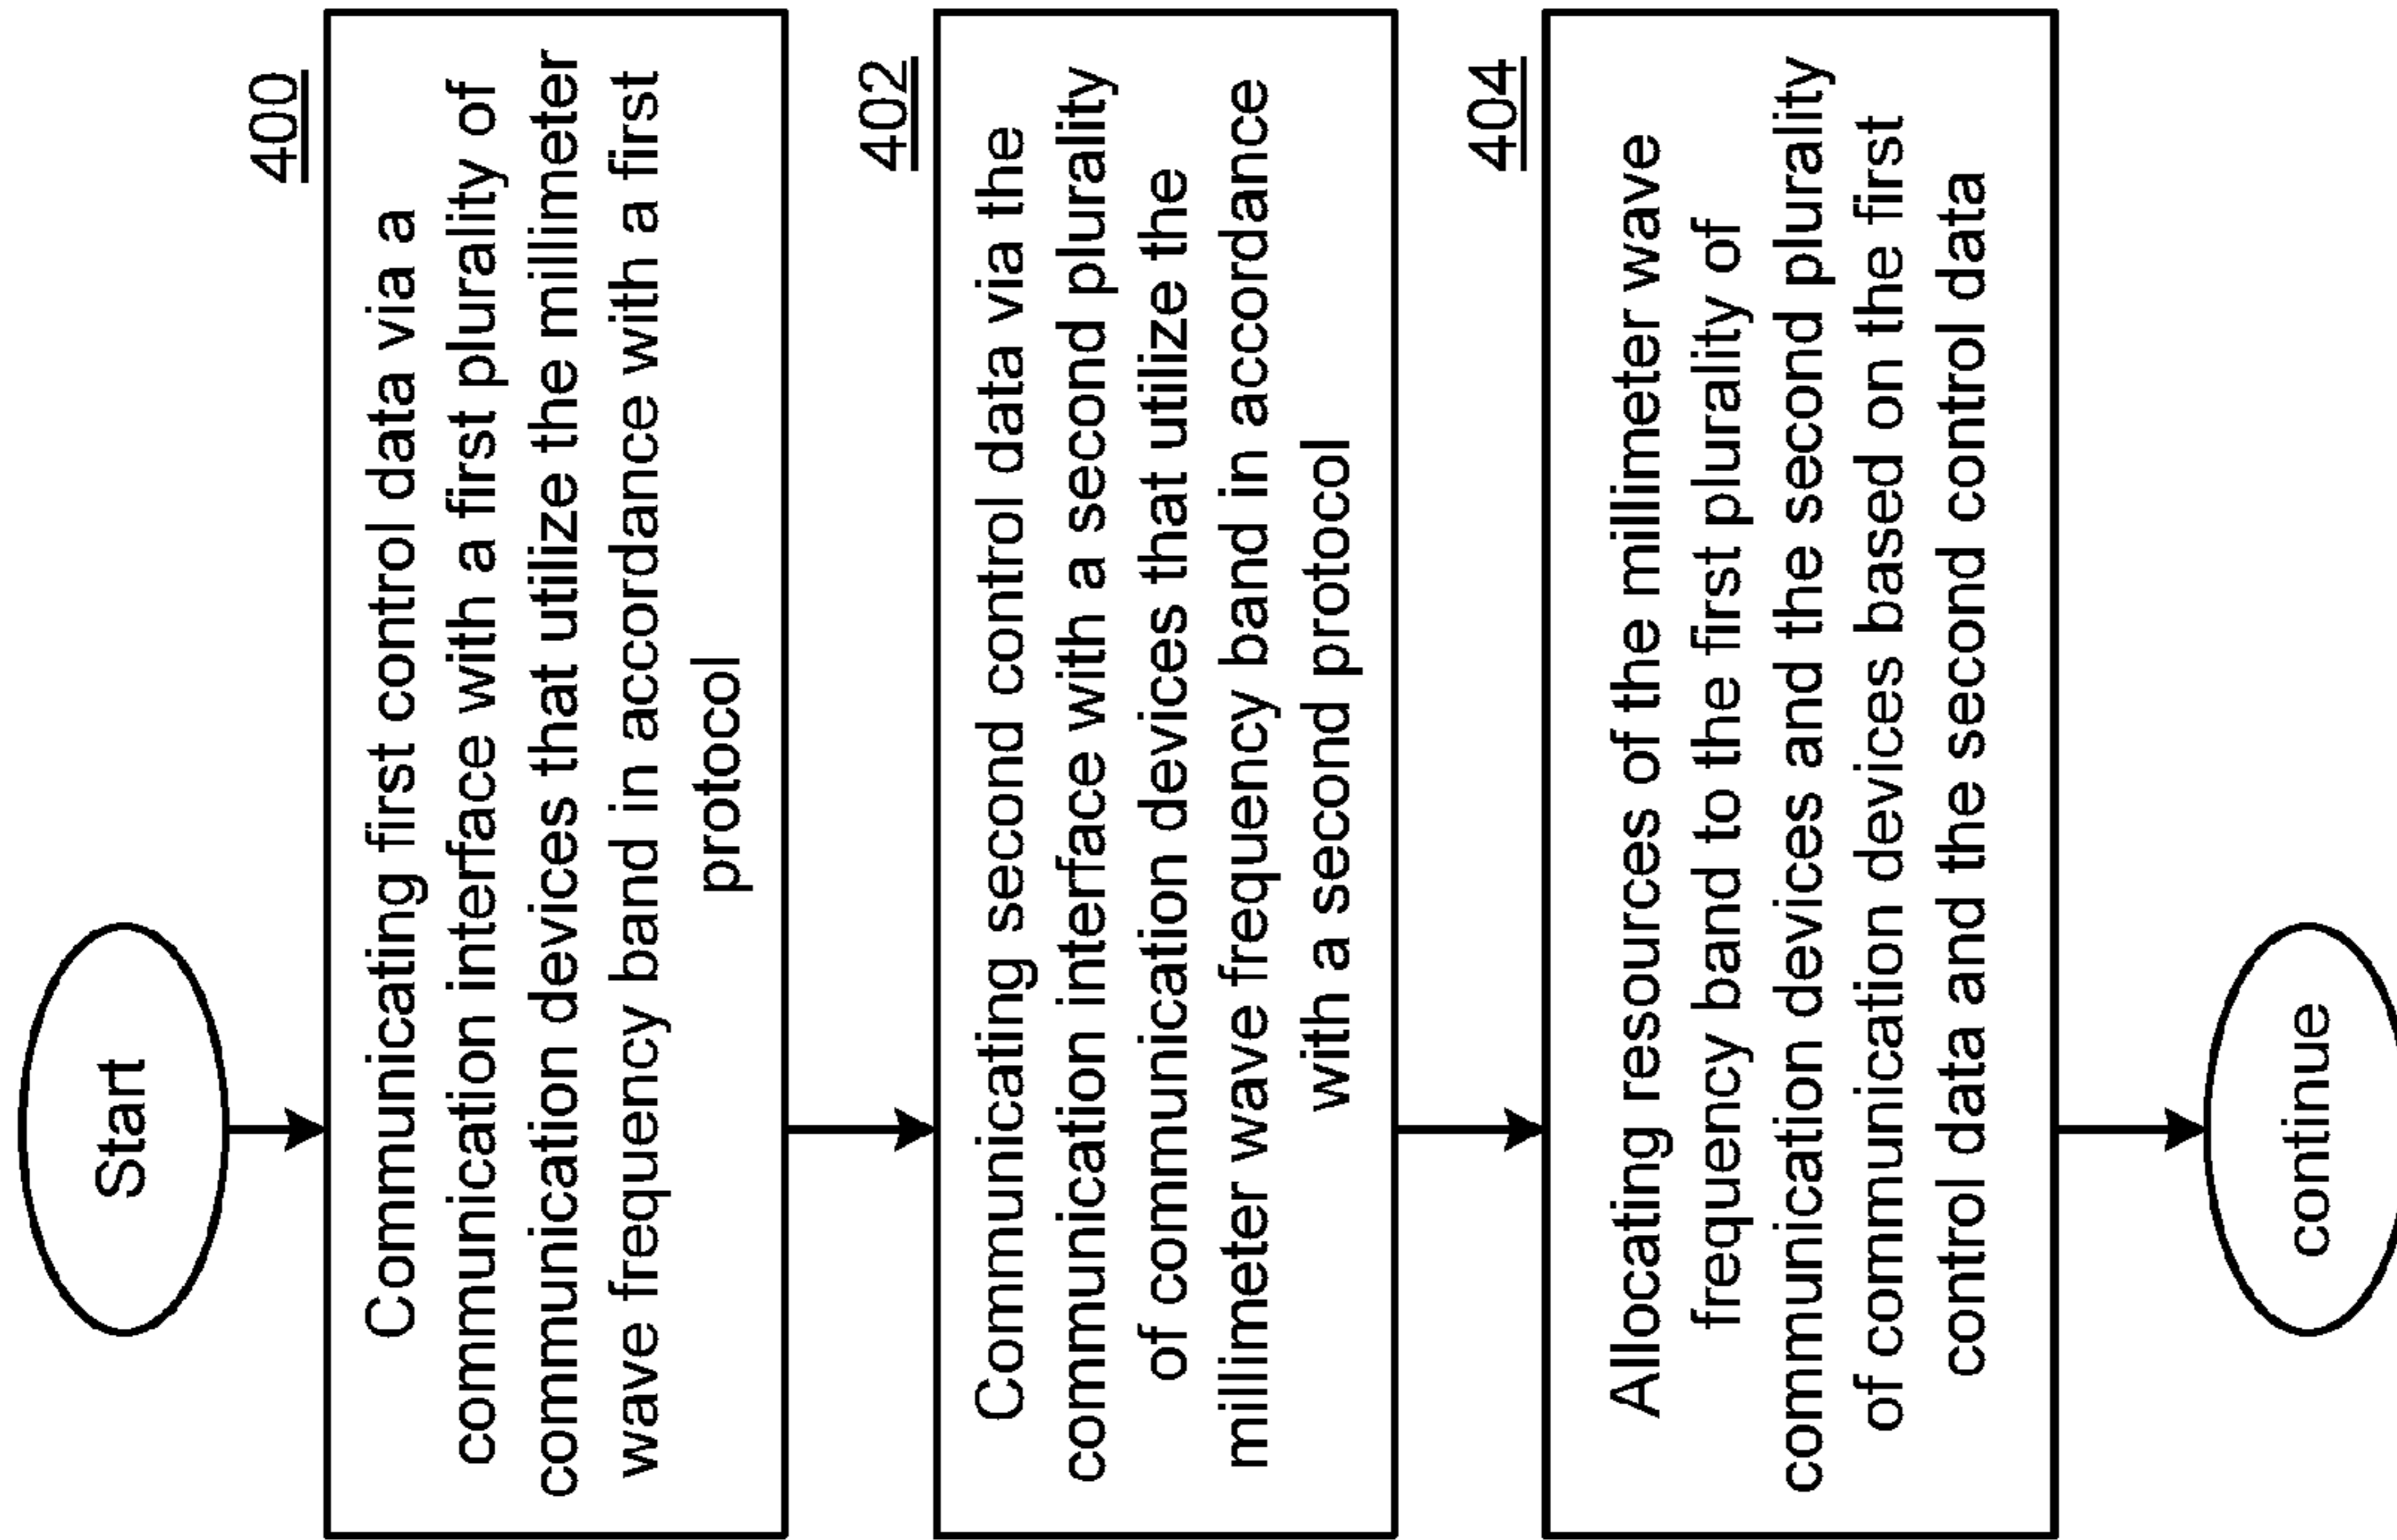 Start
400
Communicating first control data via a
communication interface with a first plurality of
communication devices that utilize the millimeter
wave frequency band in accordance with a first
protocol
402
Communicating second control data via the
communication interface with a second plurality
of communication devices that utilize the
millimeter wave frequency band in accordance
with a second protocol
404
Allocating resources of the millimeter wave
frequency band to the first plurality of
communication devices and the second plurality
of communication devices based on the first
control data and the second control data
continue